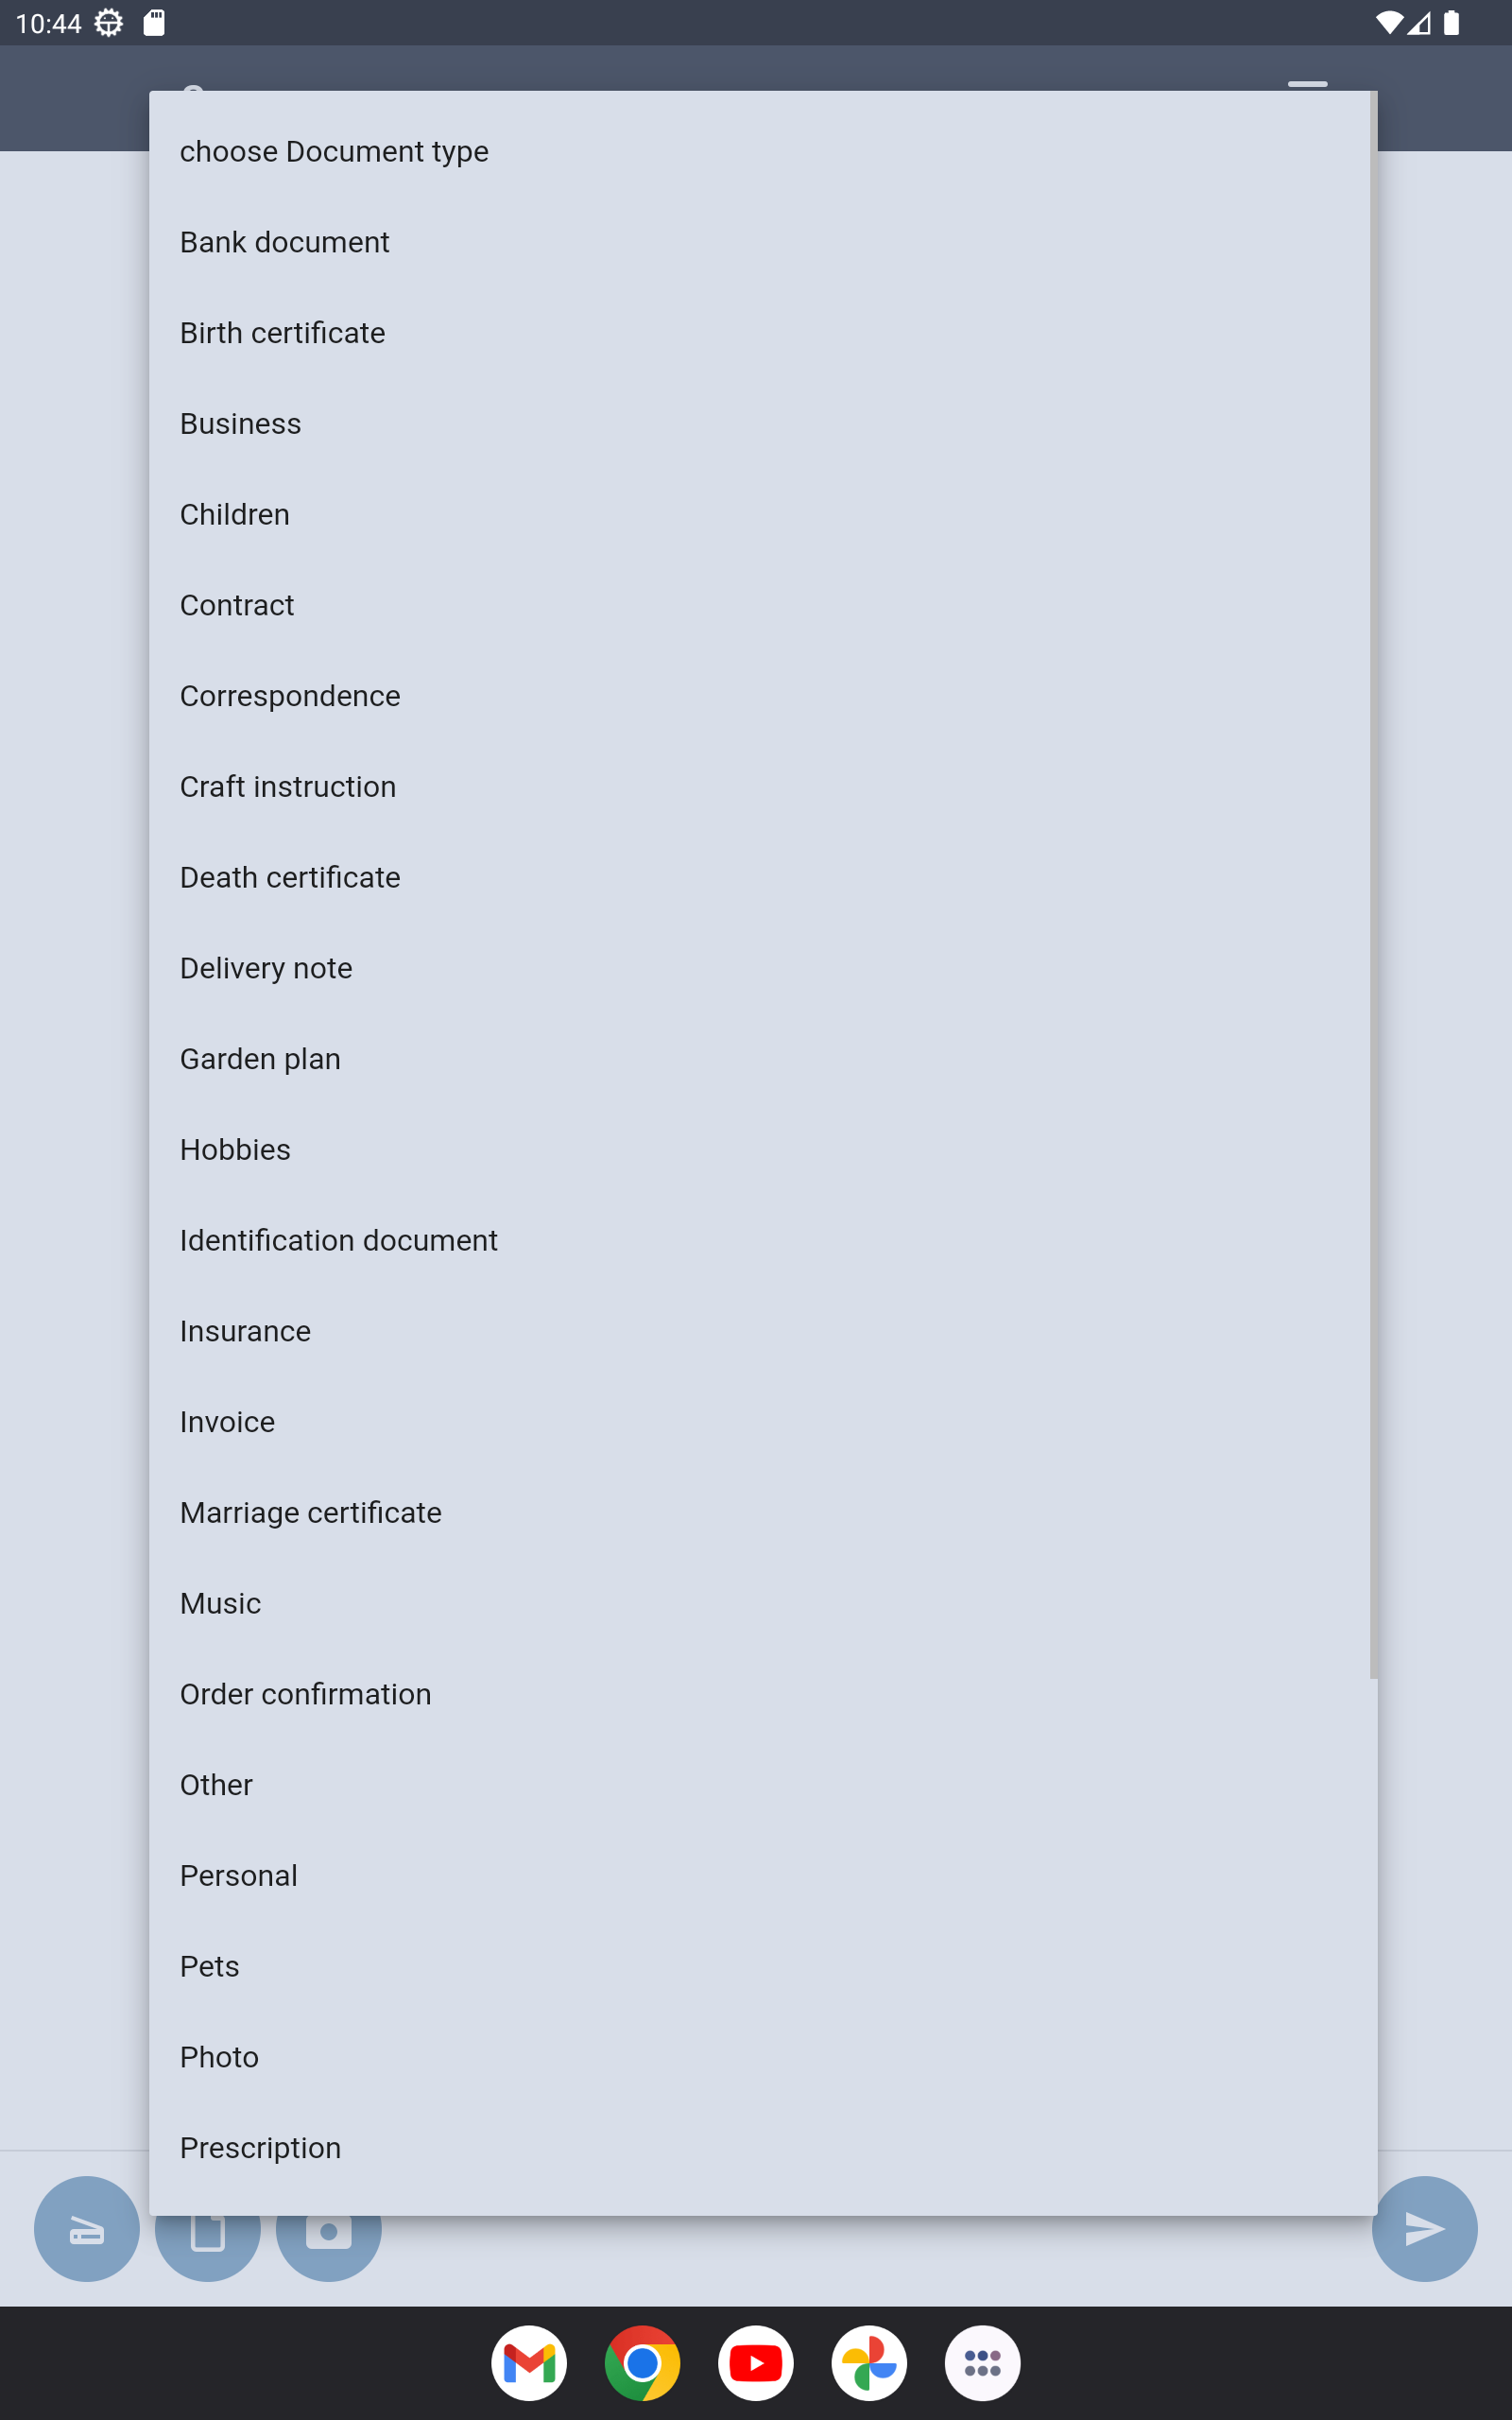 10:44
choose Document type
Bank document
Birth certificate
Business
Children
Contract
Correspondence
Craft instruction
Death certificate
Delivery note
Garden plan
Hobbies
Identification document
Insurance
Invoice
Marriage certificate
Music
Order confirmation
Other
Personal
Pets
Photo
Prescription